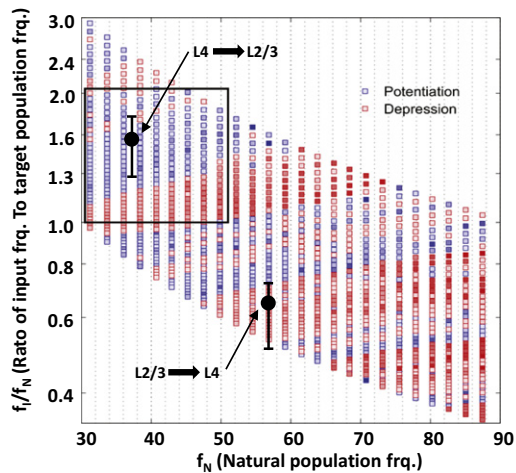 3.0
2.4
2.0
1.6
1.3
1.0
0.8
0.6
0.4
L4 L2/3
Potentiation
Depression
L2/3 L4
30 40 50 60 71 80 90
f_N (Natural population frq.)
f_I/f_N (Rato of input frq. To target population frq.)